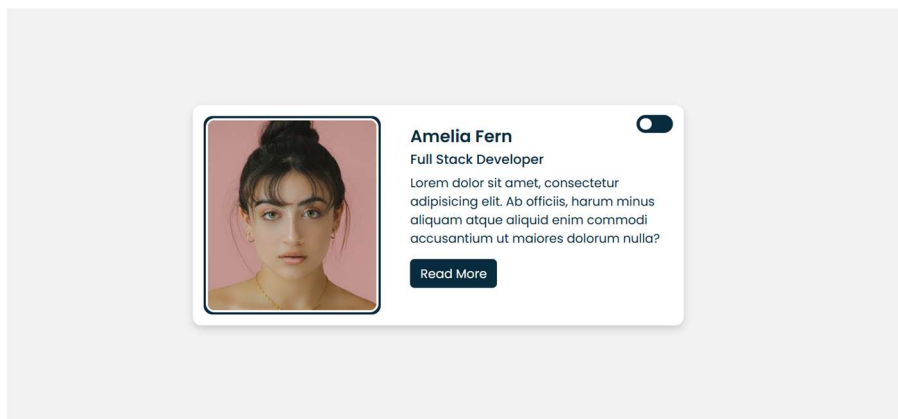 Amelia Fern
Full Stack Developer
Lorem dolor sit amet, consectetur
adipisicing elit. Ab officiis, harum minus
aliquam atque aliquid enim commodi
accusantium ut maiores dolorum nulla?
Read More